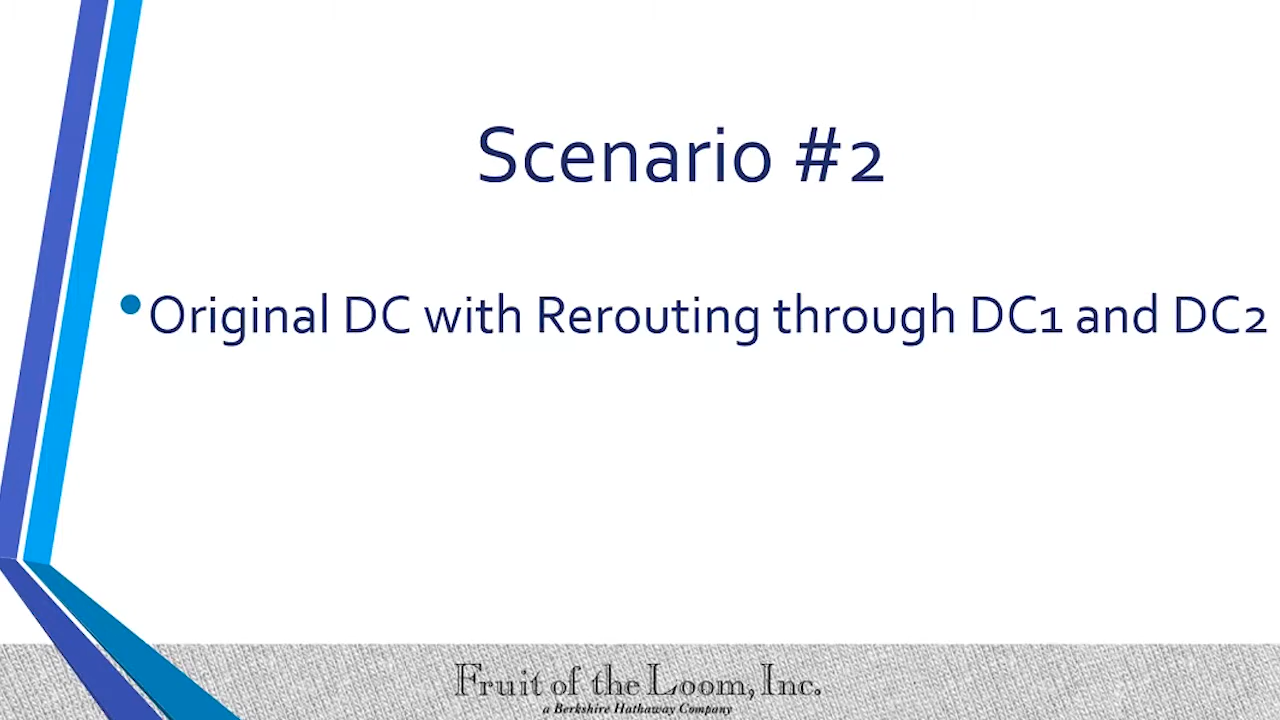 Scenario #2
•Original DC with Rerouting through DC1 and DC2
Fruit of the Loom, Inc.
a Berkshire Hathaway Company